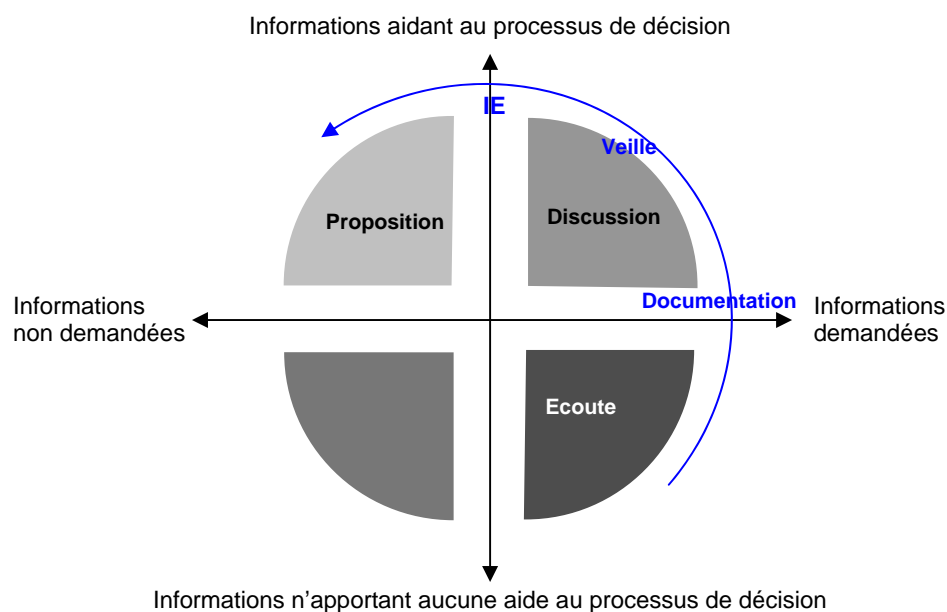 Informations aidant au processus de décision
IE
Veille
Proposition
Discussion
Documentation
Informations
non demandées
Informations
demandées
Ecoute
Informations n'apportant aucune aide au processus de décision